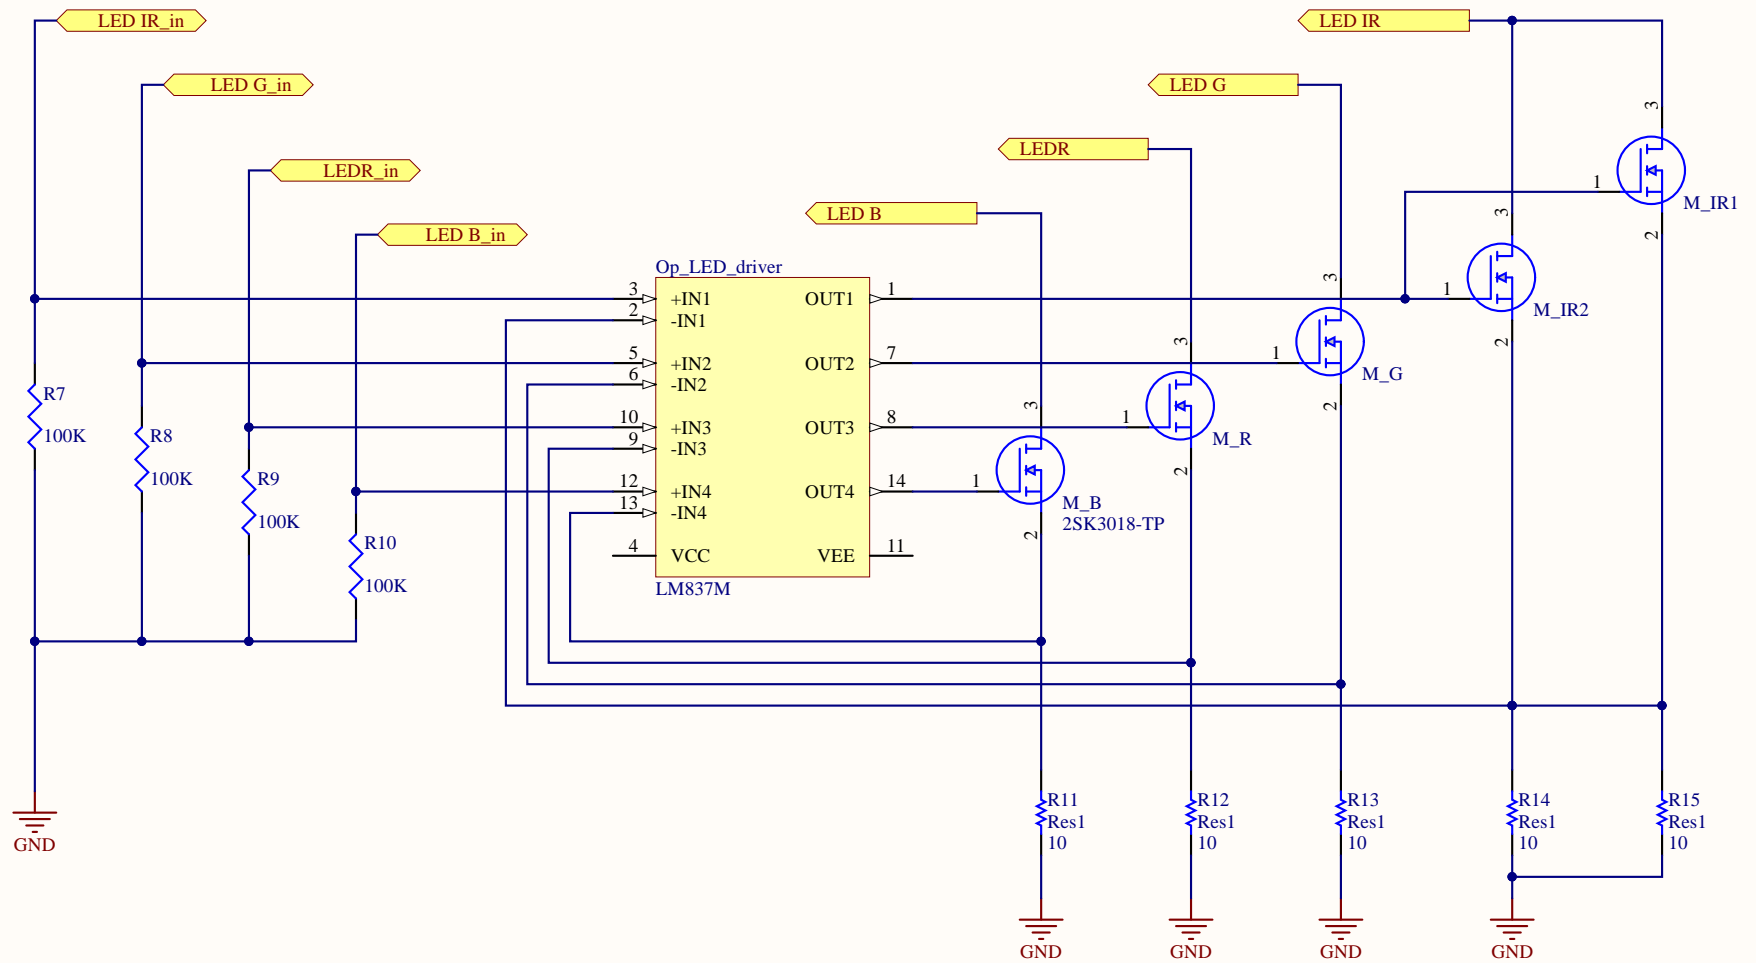 LED IR_in
LED IR
LED G_in
LED G
LEDR_in
LEDR
LED B_in
LED B
Op_LED_driver
3 +IN1 OUT1 1
2 -IN1
5 +IN2 OUT2 7
6 -IN2
10 +IN3 OUT3 8
9 -IN3
12 +IN4 OUT4 14
13 -IN4
4 VCC VEE 11
LM837M
R7
100K
R8
100K
R9
100K
R10
100K
GND
3
1
2
M_B
2SK3018-TP
3
1
2
M_R
3
1
2
M_G
3
1
2
M_IR2
3
1
2
M_IR1
R11
Res1
10
R12
Res1
10
R13
Res1
10
R14
Res1
10
R15
Res1
10
GND
GND
GND
GND